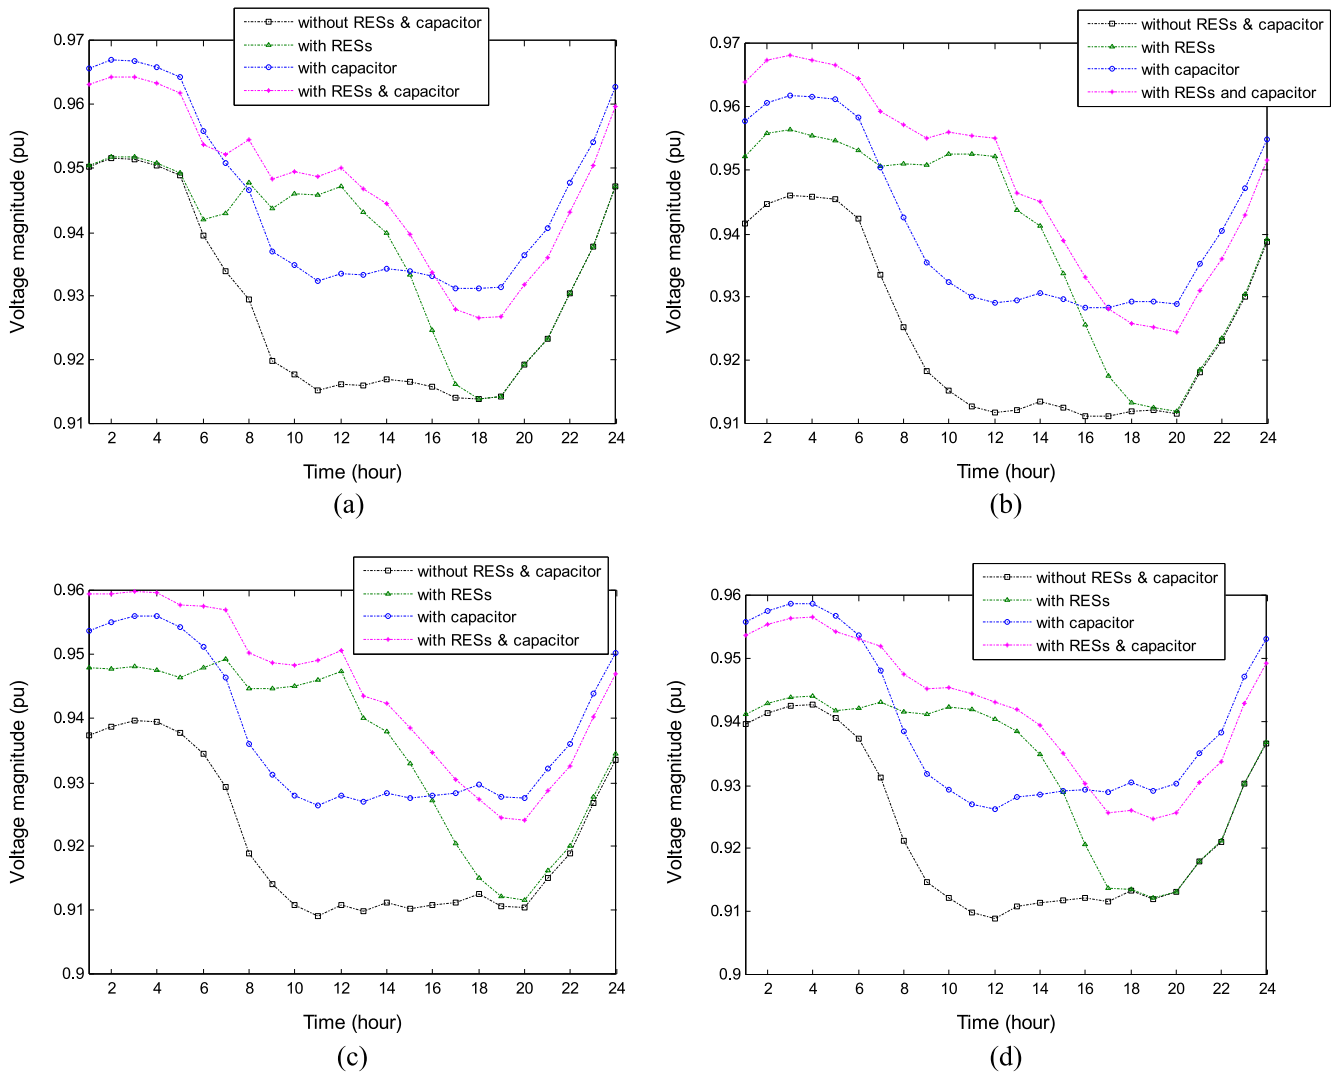 without RESs & capacitor
with RESs
with capacitor
with RESs & capacitor
0.97
0.96
0.95
0.94
0.93
0.92
0.91
Voltage magnitude (pu)
2 4 6 8 10 12 14 16 18 20 22 24
Time (hour)
(a)
without RESs & capacitor
with RESs
with capacitor
with RESs and capacitor
0.97
0.96
0.95
0.94
0.93
0.92
0.91
Voltage magnitude (pu)
2 4 6 8 10 12 14 16 18 20 22 24
Time (hour)
(b)
without RESs & capacitor
with RESs
with capacitor
with RESs & capacitor
0.96
0.95
0.94
0.93
0.92
0.91
0.9
Voltage magnitude (pu)
2 4 6 8 10 12 14 16 18 20 22 24
Time (hour)
(c)
without RESs & capacitor
with RESs
with capacitor
with RESs & capacitor
0.96
0.95
0.94
0.93
0.92
0.91
0.9
Voltage magnitude (pu)
2 4 6 8 10 12 14 16 18 20 22 24
Time (hour)
(d)